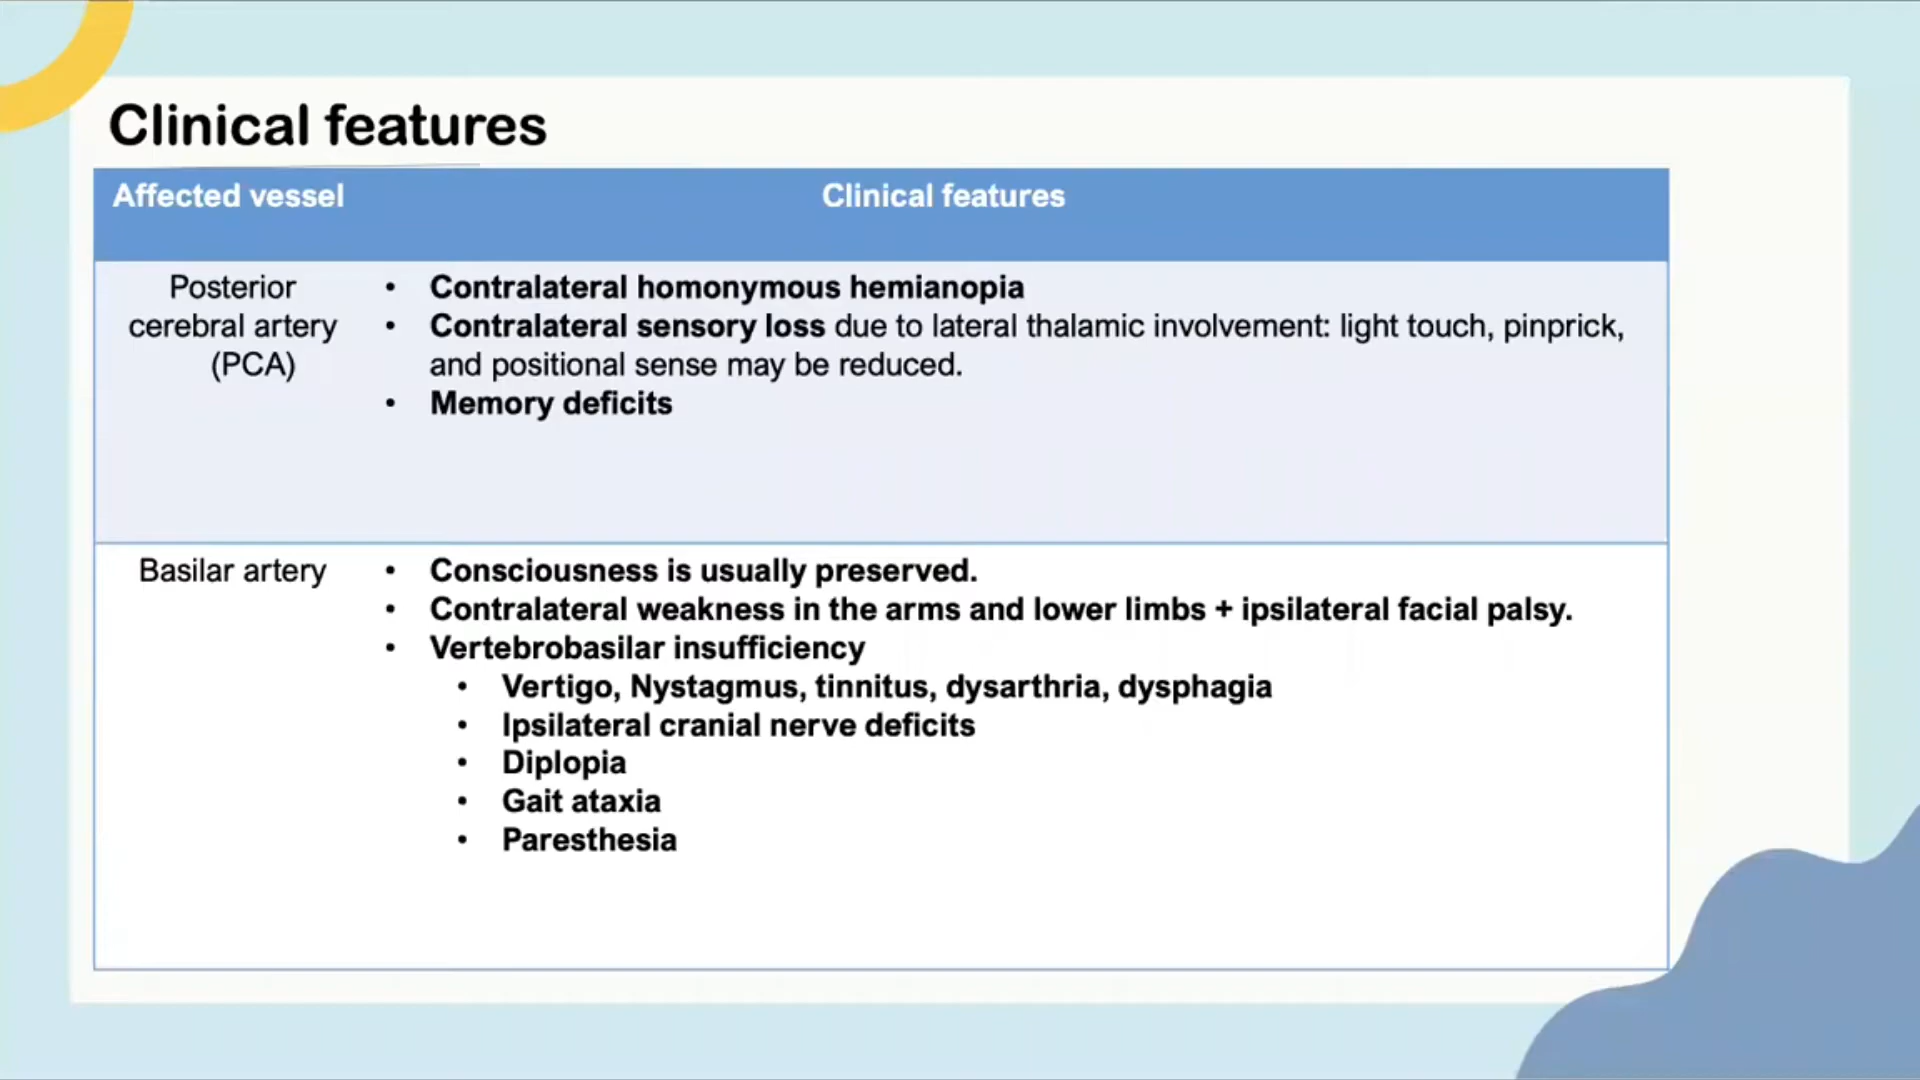 Clinical features
Affected vessel
Clinical features
Posterior
cerebral artery
(PCA)
• Contralateral homonymous hemianopia
• Contralateral sensory loss due to lateral thalamic involvement: light touch, pinprick,
and positional sense may be reduced.
• Memory deficits
Basilar artery
• Consciousness is usually preserved.
• Contralateral weakness in the arms and lower limbs + ipsilateral facial palsy.
• Vertebrobasilar insufficiency
• Vertigo, Nystagmus, tinnitus, dysarthria, dysphagia
• Ipsilateral cranial nerve deficits
• Diplopia
• Gait ataxia
• Paresthesia